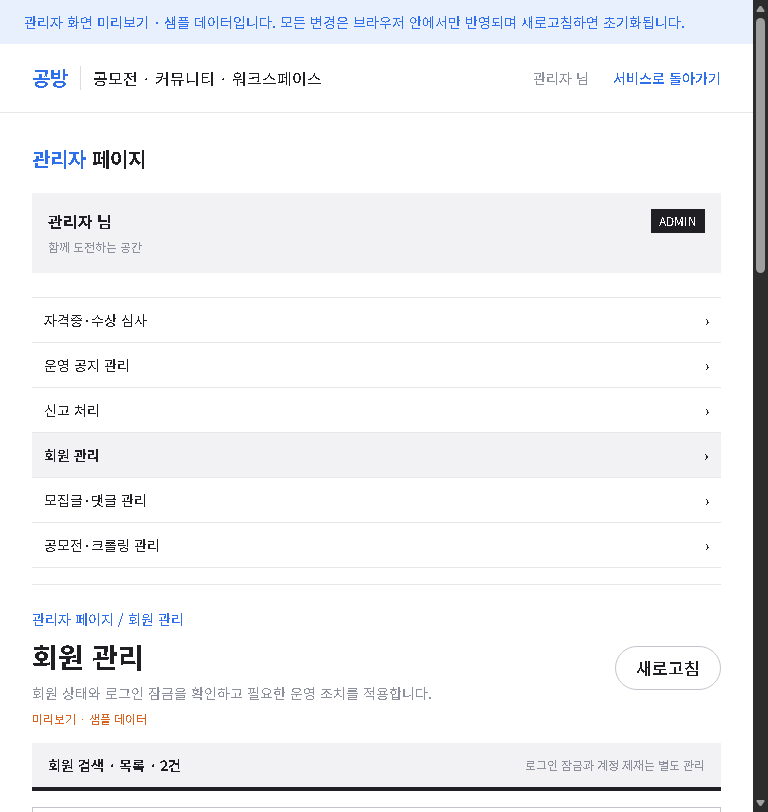 관리자 화면 미리보기 · 샘플 데이터입니다. 모든 변경은 브라우저 안에서만 반영되며 새로고침하면 초기화됩니다.
공방 공모전 · 커뮤니티 · 워크스페이스 관리자 님 서비스로 돌아가기
관리자 페이지
관리자 님 ADMIN
함께 도전하는 공간
자격증·수상 심사 ›
운영 공지 관리 ›
신고 처리 ›
회원 관리 ›
모집글·댓글 관리 ›
공모전·크롤링 관리 ›
관리자 페이지 / 회원 관리
회원 관리 새로고침
회원 상태와 로그인 잠금을 확인하고 필요한 운영 조치를 적용합니다.
미리보기 · 샘플 데이터
회원 검색 · 목록 · 2건 로그인 잠금과 계정 제재는 별도 관리